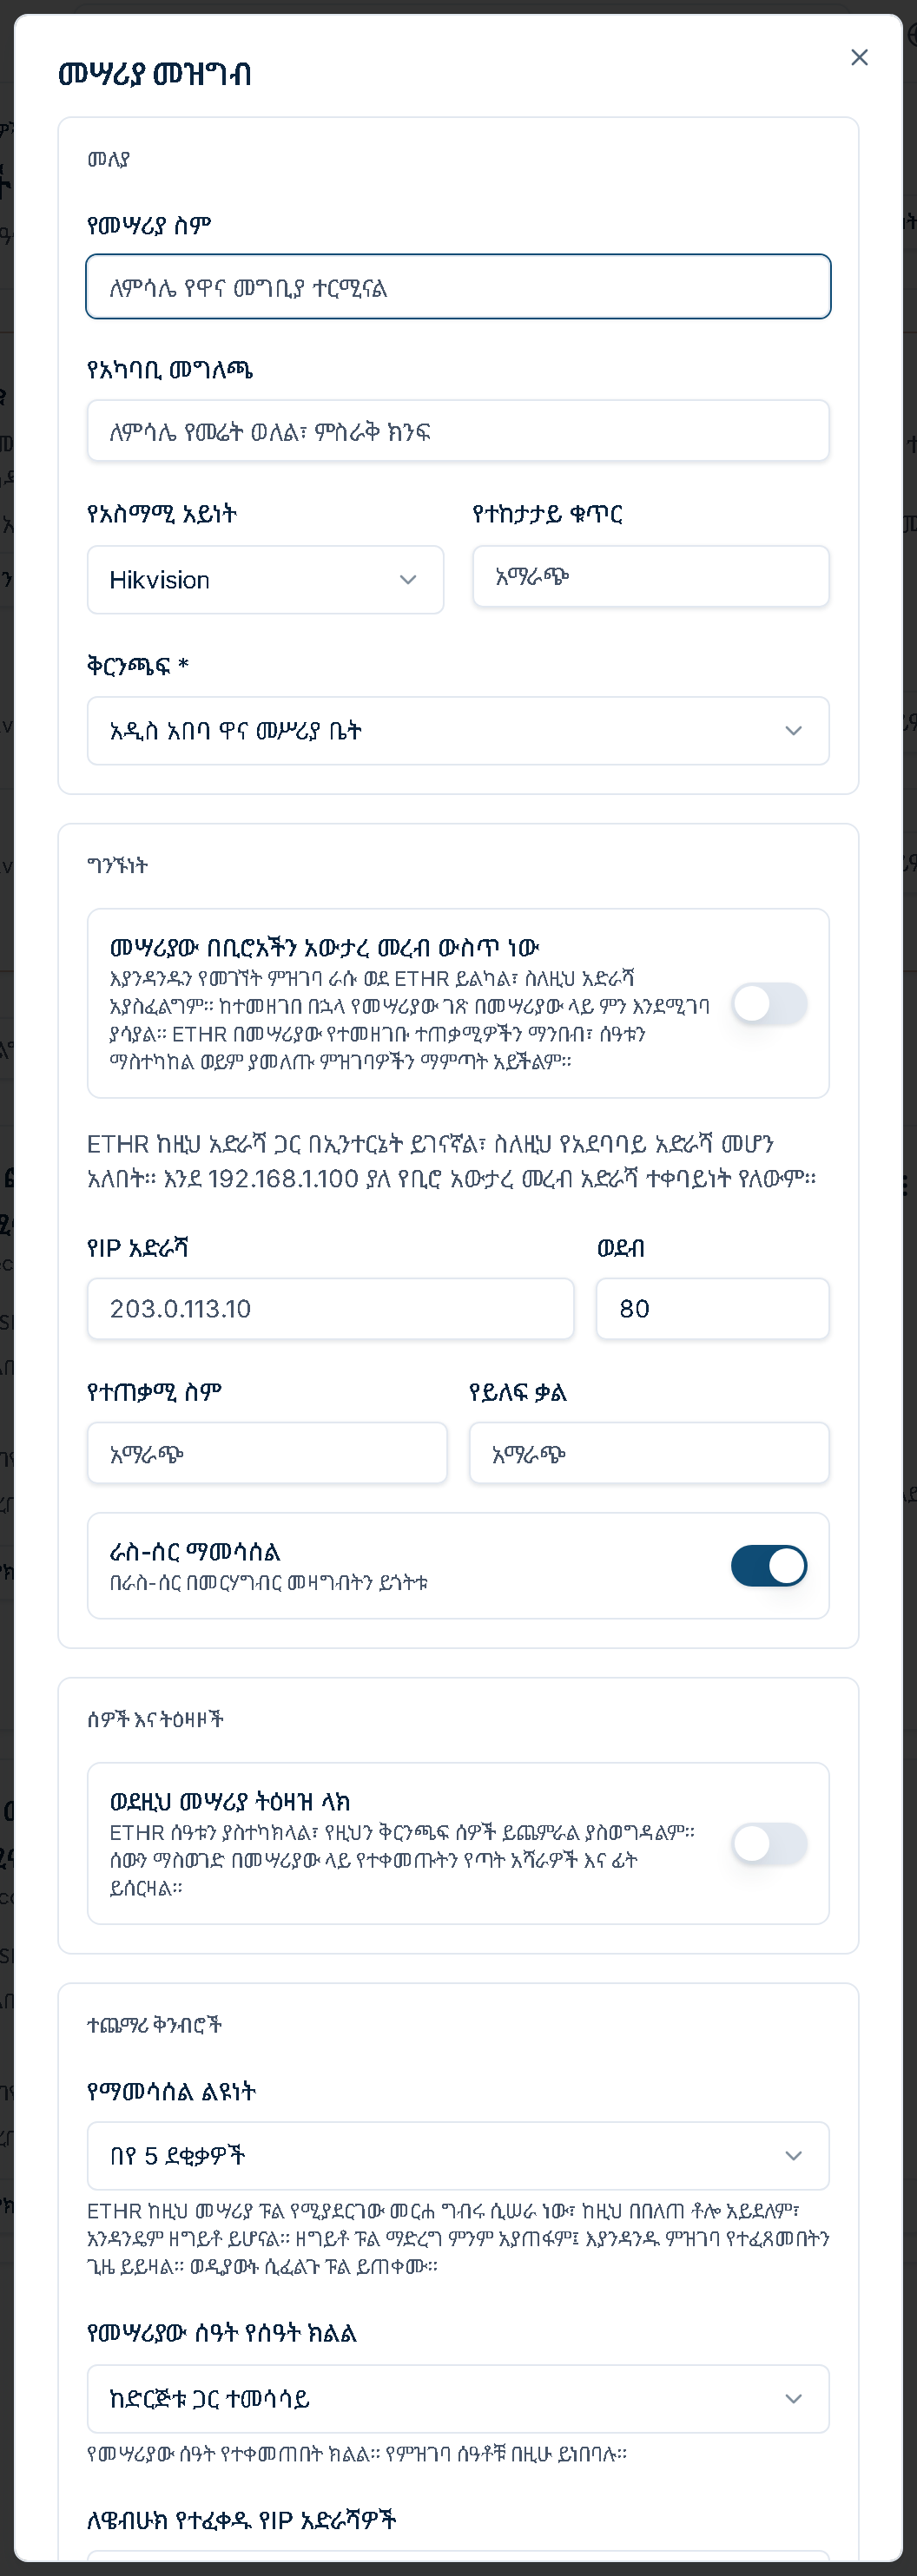 መሣሪያ መዝግብ
መለያ
የመሣሪያ ስም
ለምሳሌ የዋና መግቢያ ተርሚናል
የአካባቢ መግለጫ
ለምሳሌ የመሬት ወለል፣ ምስራቅ ክንፍ
የአስማሚ አይነት
የተከታታይ ቁጥር
Hikvision
አማራጭ
ቅርንጫፍ *
አዲስ አበባ ዋና መሥሪያ ቤት
ግንኙነት
መሣሪያው በቢሮአችን አውታረ መረብ ውስጥ ነው
እያንዳንዱን የመገኘት ምዝገባ ራሱ ወደ ETHR ይልካል፣ ስለዚህ አድራሻ
አያስፈልግም። ከተመዘገበ በኋላ የመሣሪያው ገጽ በመሣሪያው ላይ ምን እንደሚገባ
ያሳያል። ETHR በመሣሪያው የተመዘገቡ ተጠቃሚዎችን ማንበብ፣ ሰዓቱን
ማስተካከል ወይም ያመለጡ ምዝገባዎችን ማምጣት አይችልም።
ETHR ከዚህ አድራሻ ጋር በኢንተርኔት ይገናኛል፣ ስለዚህ የአደባባይ አድራሻ መሆን
አለበት። እንደ 192.168.1.100 ያለ የቢሮ አውታረ መረብ አድራሻ ተቀባይነት የለውም።
የIP አድራሻ
ወደብ
203.0.113.10
80
የተጠቃሚ ስም
የይለፍ ቃል
አማራጭ
አማራጭ
ራስ-ሰር ማመሳሰል
በራስ-ሰር በመርሃግብር መዛግብትን ይጎትቱ
ሰዎች እና ትዕዛዞች
ወደዚህ መሣሪያ ትዕዛዝ ላክ
ETHR ሰዓቱን ያስተካክላል፣ የዚህን ቅርንጫፍ ሰዎች ይጨምራል ያስወግዳልም።
ሰውን ማስወገድ በመሣሪያው ላይ የተቀመጡትን የጣት አሻራዎች እና ፊት
ይሰርዛል።
ተጨማሪ ቅንብሮች
የማመሳሰል ልዩነት
በየ 5 ደቂቃዎች
ETHR ከዚህ መሣሪያ ፑል የሚያደርገው መርሐ ግብሩ ሲሠራ ነው፣ ከዚህ በበለጠ ቶሎ አይደለም፣
አንዳንዴም ዘግይቶ ይሆናል። ዘግይቶ ፑል ማድረግ ምንም አያጠፋም፤ እያንዳንዱ ምዝገባ የተፈጸመበትን
ጊዜ ይይዛል። ወዲያውኑ ሲፈልጉ ፑል ይጠቀሙ።
የመሣሪያው ሰዓት የሰዓት ክልል
ከድርጅቱ ጋር ተመሳሳይ
የመሣሪያው ሰዓት የተቀመጠበት ክልል። የምዝገባ ሰዓቶቹ በዚሁ ይነበባሉ።
ለዌብሁክ የተፈቀዱ የIP አድራሻዎች